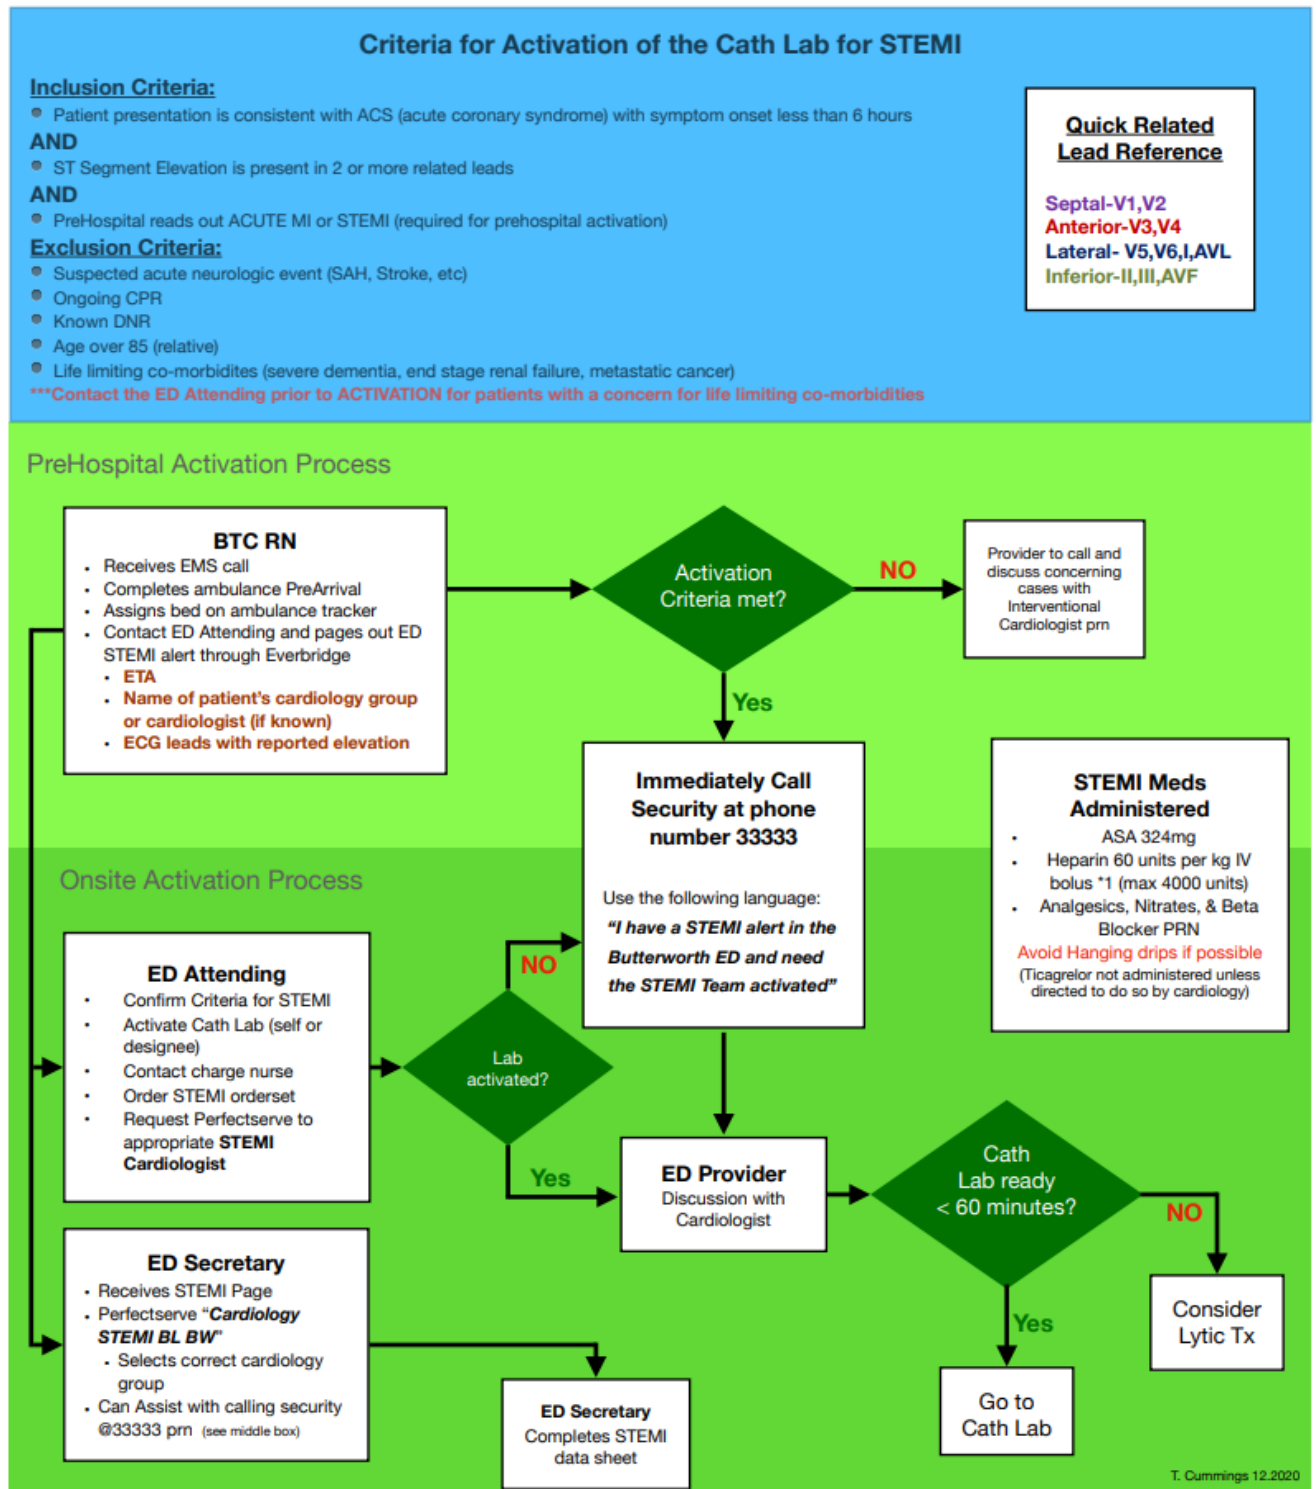 Criteria for Activation of the Cath Lab for STEMI
Inclusion Criteria:
Patient presentation is consistent with ACS (acute coronary syndrome) with symptom onset less than 6 hours
AND
ST Segment Elevation is present in 2 or more related leads
AND
PreHospital reads out ACUTE MI or STEMI (required for prehospital activation)
Exclusion Criteria:
Suspected acute neurologic event (SAH, Stroke, etc)
Ongoing CPR
Known DNR
Age over 85 (relative)
Life limiting co-morbidites (severe dementia, end stage renal failure, metastatic cancer)
***Contact the ED Attending prior to ACTIVATION for patients with a concern for life limiting co-morbidities
Quick Related
Lead Reference
Septal-V1,V2
Anterior-V3,V4
Lateral- V5,V6,I,AVL
Inferior-II,III,AVF
PreHospital Activation Process
BTC RN
Receives EMS call
Completes ambulance PreArrival
Assigns bed on ambulance tracker
Contact ED Attending and pages out ED
STEMI alert through Everbridge
ETA
Name of patient's cardiology group
or cardiologist (if known)
ECG leads with reported elevation
Activation
Criteria met?
NO
Provider to call and
discuss concerning
cases with
Interventional
Cardiologist prn
Yes
Immediately Call
Security at phone
number 33333
Use the following language:
"I have a STEMI alert in the
Butterworth ED and need
the STEMI Team activated"
STEMI Meds
Administered
ASA 324mg
Heparin 60 units per kg IV
bolus *1 (max 4000 units)
Analgesics, Nitrates, & Beta
Blocker PRN
Avoid Hanging drips if possible
(Ticagrelor not administered unless
directed to do so by cardiology)
Onsite Activation Process
ED Attending
Confirm Criteria for STEMI
Activate Cath Lab (self or
designee)
Contact charge nurse
Order STEMI orderset
Request Perfectserve to
appropriate STEMI
Cardiologist
NO
Lab
activated?
Yes
ED Provider
Discussion with
Cardiologist
Cath
Lab ready
< 60 minutes?
NO
Consider
Lytic Tx
Yes
Go to
Cath Lab
ED Secretary
Receives STEMI Page
Perfectserve "Cardiology
STEMI BL BW"
Selects correct cardiology
group
Can Assist with calling security
@33333 prn (see middle box)
ED Secretary
Completes STEMI
data sheet
T. Cummings 12.2020